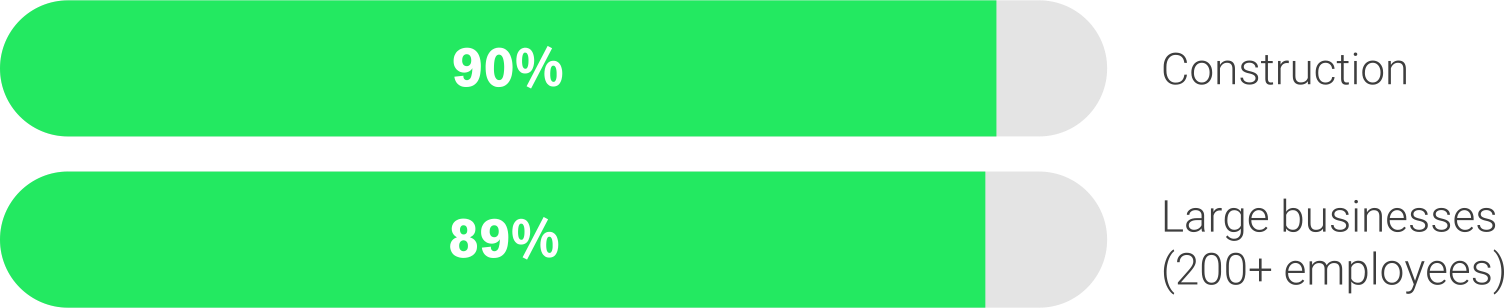 90%
Construction
89%
Large businesses
(200+ employees)